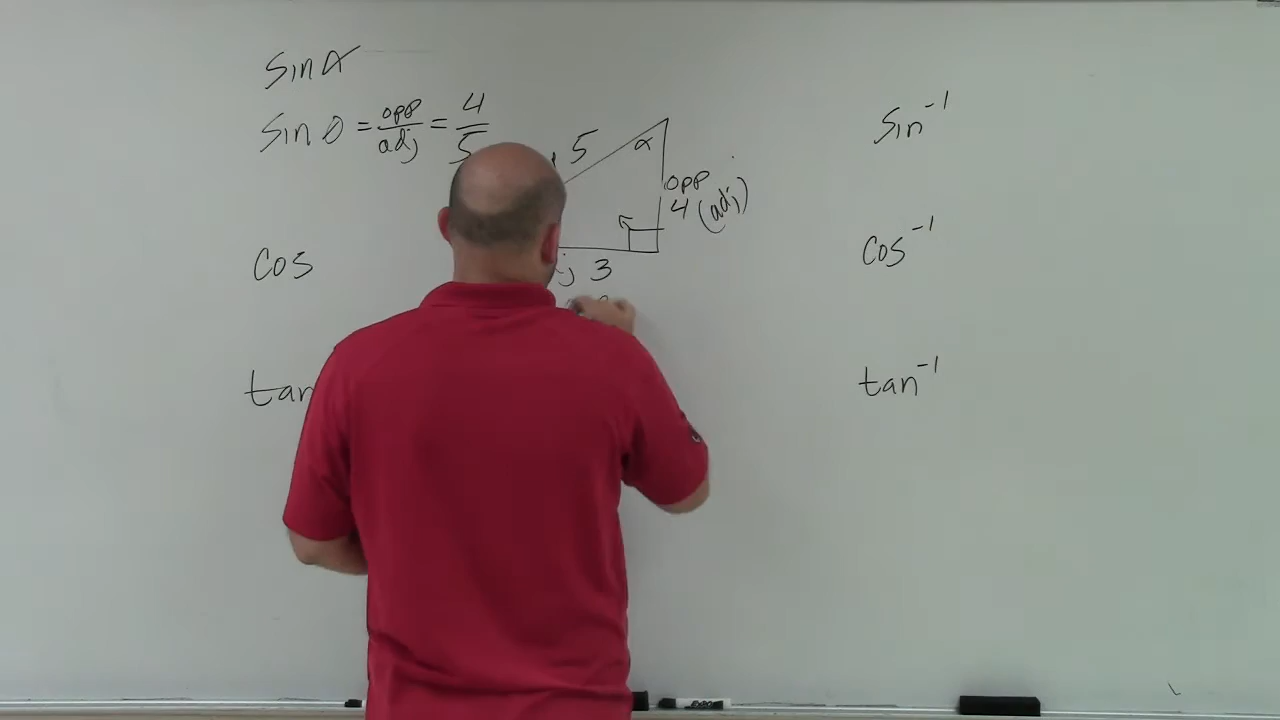 sin α
sin θ = opp/adj = 4/5
5
α
opp
4 (adj)
3
cos
tan
sin⁻¹
cos⁻¹
tan⁻¹
EXPO